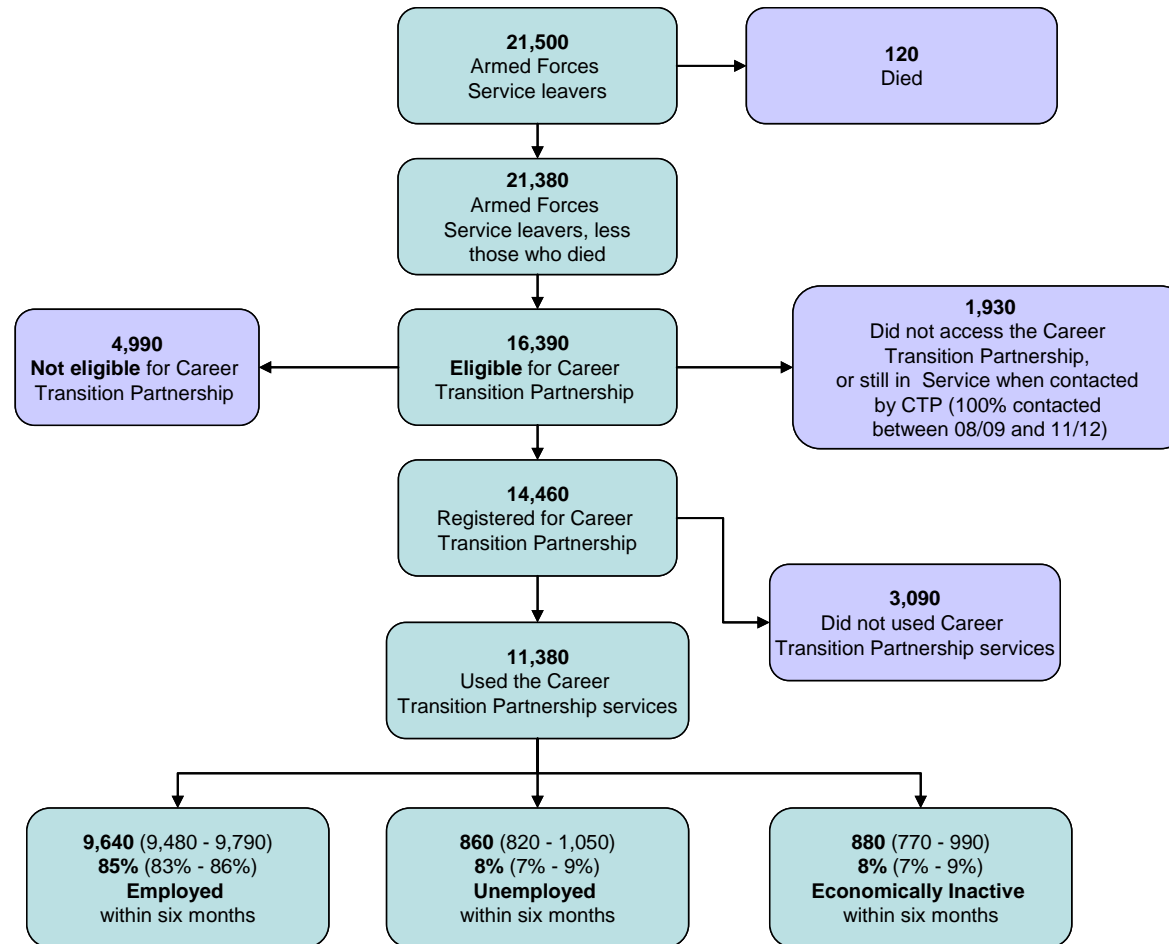 21,500
Armed Forces
Service leavers
120
Died
21,380
Armed Forces
Service leavers, less
those who died
4,990
Not eligible for Career
Transition Partnership
16,390
Eligible for Career
Transition Partnership
1,930
Did not access the Career
Transition Partnership,
or still in Service when contacted
by CTP (100% contacted
between 08/09 and 11/12)
14,460
Registered for Career
Transition Partnership
3,090
Did not used Career
Transition Partnership services
11,380
Used the Career
Transition Partnership services
9,640 (9,480 - 9,790)
85% (83% - 86%)
Employed
within six months
860 (820 - 1,050)
8% (7% - 9%)
Unemployed
within six months
880 (770 - 990)
8% (7% - 9%)
Economically Inactive
within six months